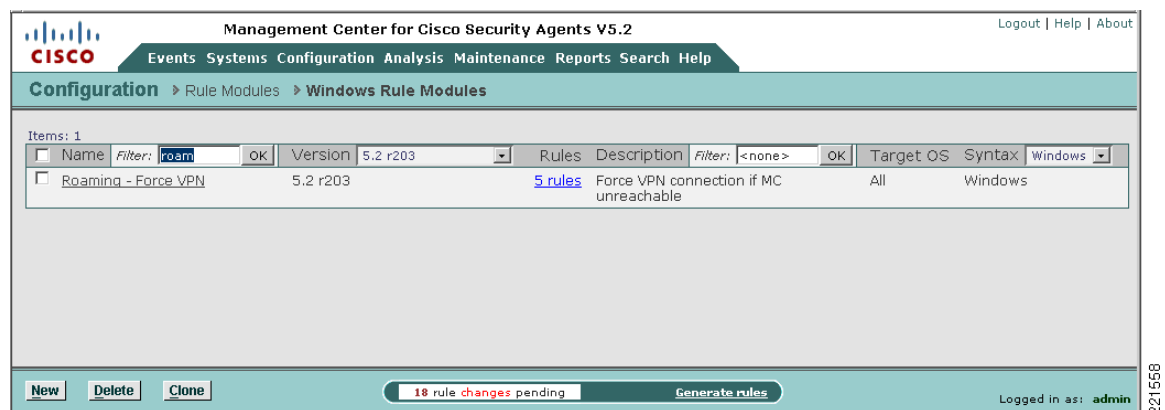 Management Center for Cisco Security Agents V5.2
Logout | Help | About
CISCO
Events Systems Configuration Analysis Maintenance Reports Search Help
Configuration Rule Modules Windows Rule Modules
Items: 1
Name Filter: roam OK Version 5.2 r203 Rules Description Filter: <none> OK Target OS Syntax Windows
Roaming - Force VPN 5.2 r203 5 rules Force VPN connection if MC All Windows
unreachable
New Delete Clone 18 rule changes pending Generate rules
Logged in as: admin
221558